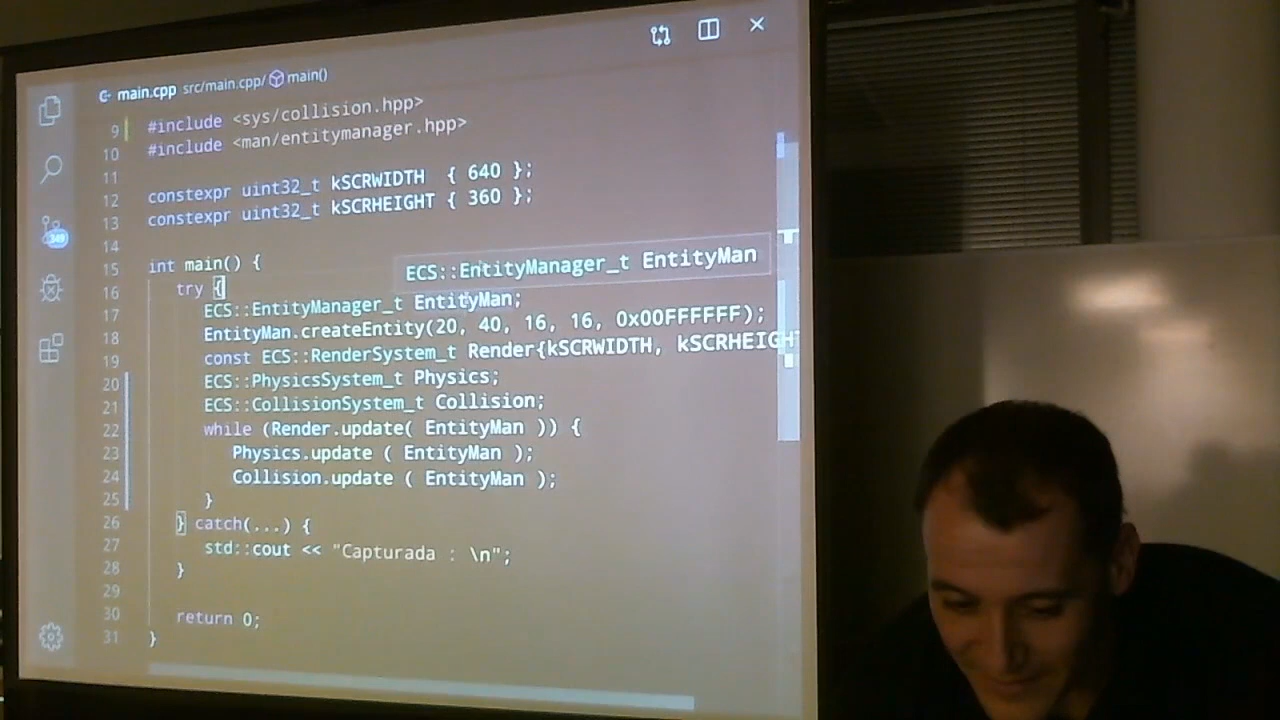 main.cpp src/main.cpp/ main()
9 #include <sys/collision.hpp>
10 #include <man/entitymanager.hpp>
11
12 constexpr uint32_t kSCRWIDTH { 640 };
13 constexpr uint32_t kSCRHEIGHT { 360 };
14
15 int main() {
ECS::EntityManager_t EntityMan
16 try {
17 ECS::EntityManager_t EntityMan;
18 EntityMan.createEntity(20, 40, 16, 16, 0x00FFFFFF);
19 const ECS::RenderSystem_t Render{kSCRWIDTH, kSCRHEIGHT
20 ECS::PhysicsSystem_t Physics;
21 ECS::CollisionSystem_t Collision;
22 while (Render.update( EntityMan )) {
23 Physics.update ( EntityMan );
24 Collision.update ( EntityMan );
25 }
26 } catch(...) {
27 std::cout << "Capturada : \n";
28 }
29
30 return 0;
31 }
349